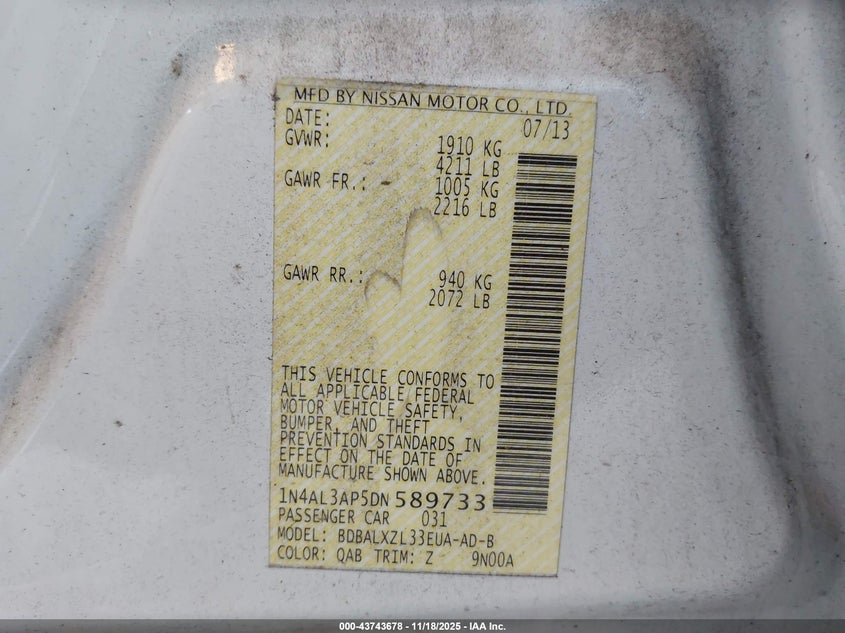 MFD BY NISSAN MOTOR CO., LTD.
DATE: 07/13
GVWR: 1910 KG
4211 LB
GAWR FR.: 1005 KG
2216 LB
GAWR RR.: 940 KG
2072 LB
THIS VEHICLE CONFORMS TO
ALL APPLICABLE FEDERAL
MOTOR VEHICLE SAFETY,
BUMPER, AND THEFT
PREVENTION STANDARDS IN
EFFECT ON THE DATE OF
MANUFACTURE SHOWN ABOVE.
1N4AL3AP5DN589733
PASSENGER CAR 031
MODEL: BDBALXZL33EUA-AD-B
COLOR: QAB TRIM: Z 9N00A
000-43743678 - 11/18/2025 - IAA Inc.